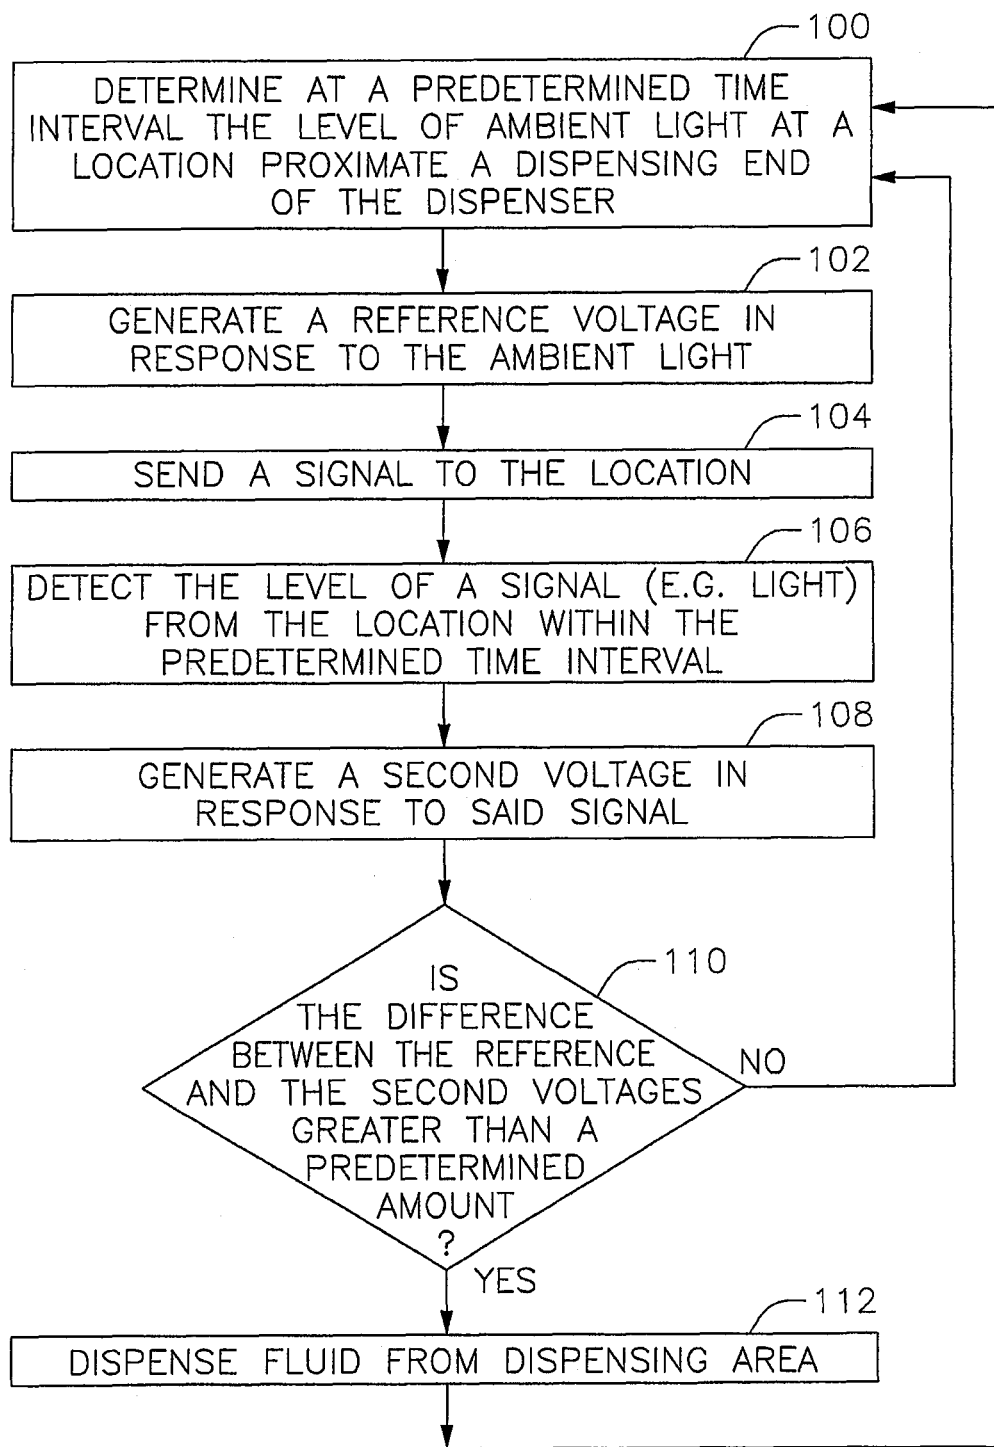 100
DETERMINE AT A PREDETERMINED TIME
INTERVAL THE LEVEL OF AMBIENT LIGHT AT A
LOCATION PROXIMATE A DISPENSING END
OF THE DISPENSER
102
GENERATE A REFERENCE VOLTAGE IN
RESPONSE TO THE AMBIENT LIGHT
104
SEND A SIGNAL TO THE LOCATION
106
DETECT THE LEVEL OF A SIGNAL (E.G. LIGHT)
FROM THE LOCATION WITHIN THE
PREDETERMINED TIME INTERVAL
108
GENERATE A SECOND VOLTAGE IN
RESPONSE TO SAID SIGNAL
110
IS
THE DIFFERENCE
BETWEEN THE REFERENCE
AND THE SECOND VOLTAGES
GREATER THAN A
PREDETERMINED
AMOUNT
?
NO
YES
112
DISPENSE FLUID FROM DISPENSING AREA